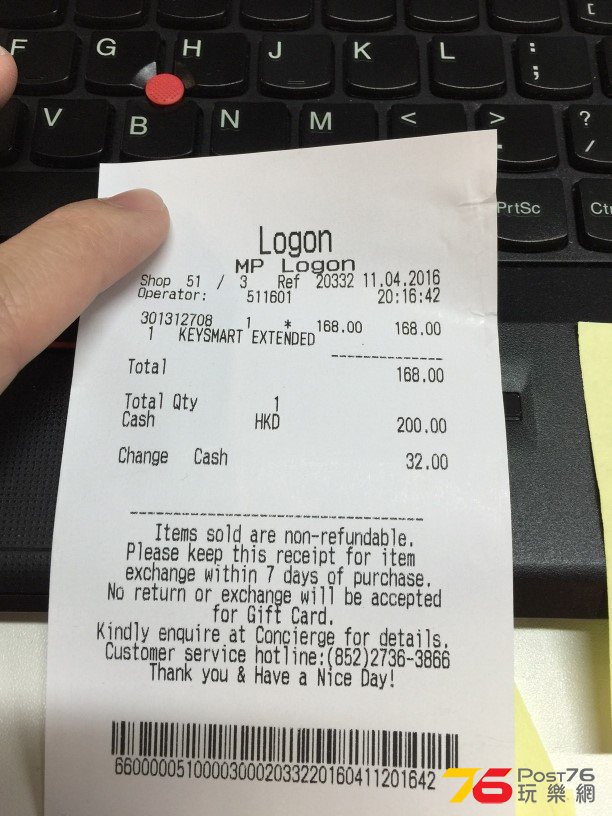 F G H J K L : ;
V B N M < > ? /
PrtSc Ct
Logon
MP Logon
Shop 51 / 3 Ref 20332 11.04.2016
Operator: 511601 20:16:42
301312708 1 * 168.00 168.00
1 KEYSMART EXTENDED
Total 168.00
Total Qty 1
Cash HKD 200.00
Change Cash 32.00
Items sold are non-refundable.
Please keep this receipt for item
exchange within 7 days of purchase.
No return or exchange will be accepted
for Gift Card.
Kindly enquire at Concierge for details.
Customer service hotline:(852)2736-3866
Thank you & Have a Nice Day!
660000051000030002033220160411201642
76 Post76
玩樂網